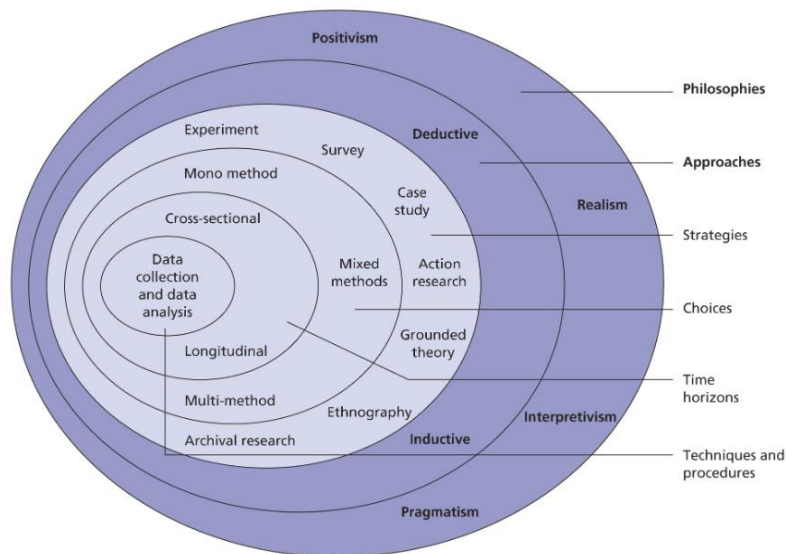 Positivism
Philosophies
Experiment
Deductive
Survey
Approaches
Mono method
Case
study
Realism
Cross-sectional
Strategies
Data
collection
and data
analysis
Mixed
methods
Action
research
Choices
Grounded
theory
Longitudinal
Time
horizons
Multi-method
Ethnography
Interpretivism
Archival research
Inductive
Techniques and
procedures
Pragmatism